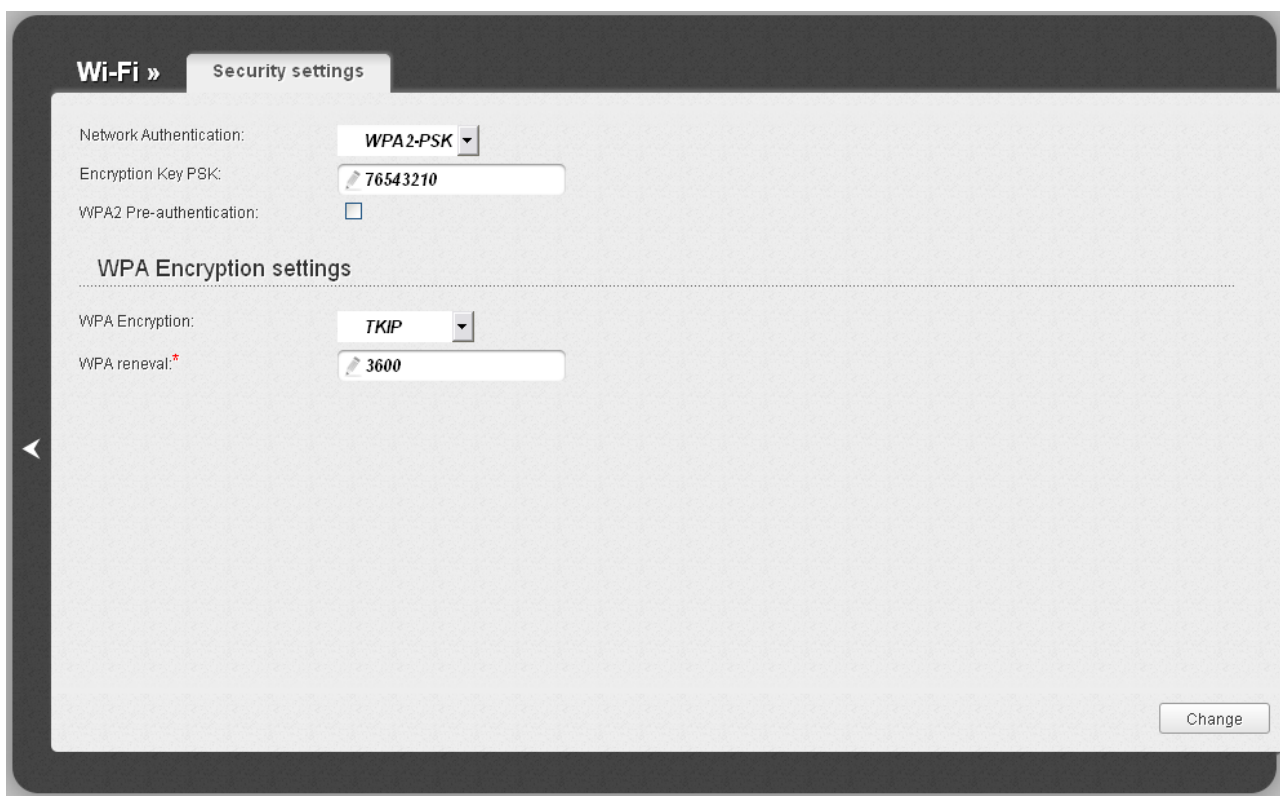 Wi-Fi » Security settings
Network Authentication: WPA2-PSK
Encryption Key PSK: 76543210
WPA2 Pre-authentication:
WPA Encryption settings
WPA Encryption: TKIP
WPA reneval:* 3600
Change